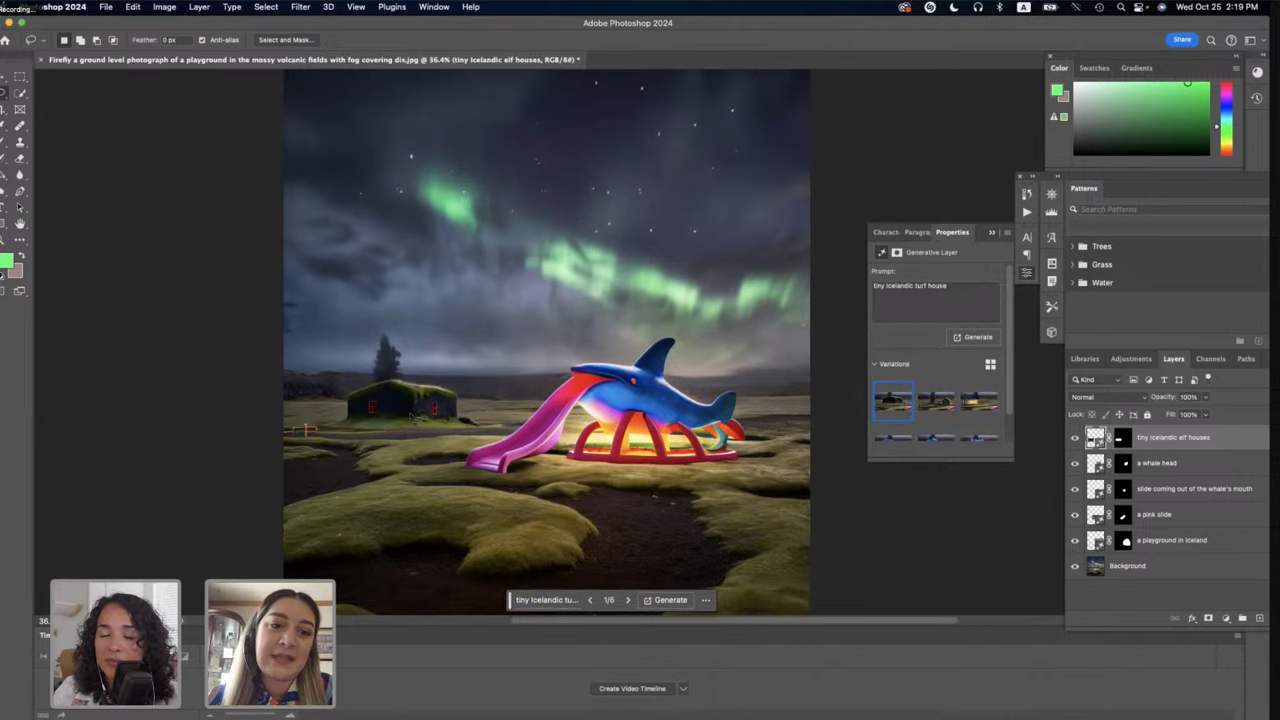 Recording...
Photoshop 2024 File Edit Image Layer Type Select Filter 3D View Plugins Window Help
A
Wed Oct 25 2:19 PM
Adobe Photoshop 2024
Feather: 0 px
Anti-alias
Select and Mask...
Share
Firefly a ground level photograph of a playground in the mossy volcanic fields with fog covering dis.jpg @ 36.4% (tiny Icelandic elf houses, RGB/8#) *
Color Swatches Gradients
Patterns
Search Patterns
Trees
Grass
Water
Charact Paragra Properties
Generative Layer
Prompt:
tiny Icelandic turf house
Generate
Variations
Libraries Adjustments Layers Channels Paths
Kind
Normal
Opacity: 100%
Lock:
Fill: 100%
tiny Icelandic elf houses
a whale head
slide coming out of the whale's mouth
a pink slide
a playground in Iceland
Background
tiny Icelandic tu...
1/6
Generate
36.
Create Video Timeline